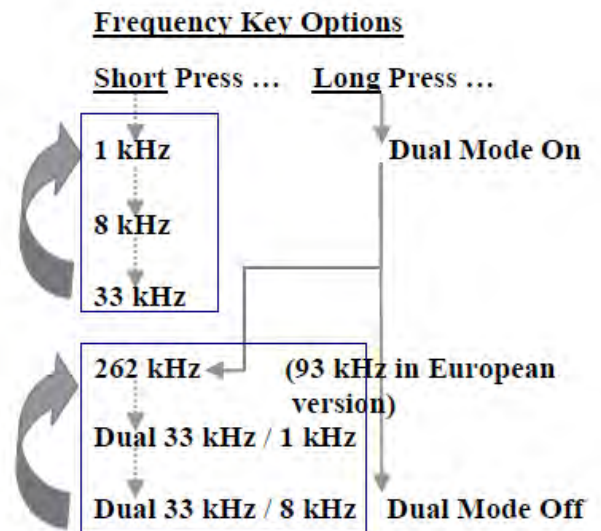 Frequency Key Options
Short Press … Long Press …
1 kHz Dual Mode On
8 kHz
33 kHz
262 kHz (93 kHz in European
version)
Dual 33 kHz / 1 kHz
Dual 33 kHz / 8 kHz Dual Mode Off